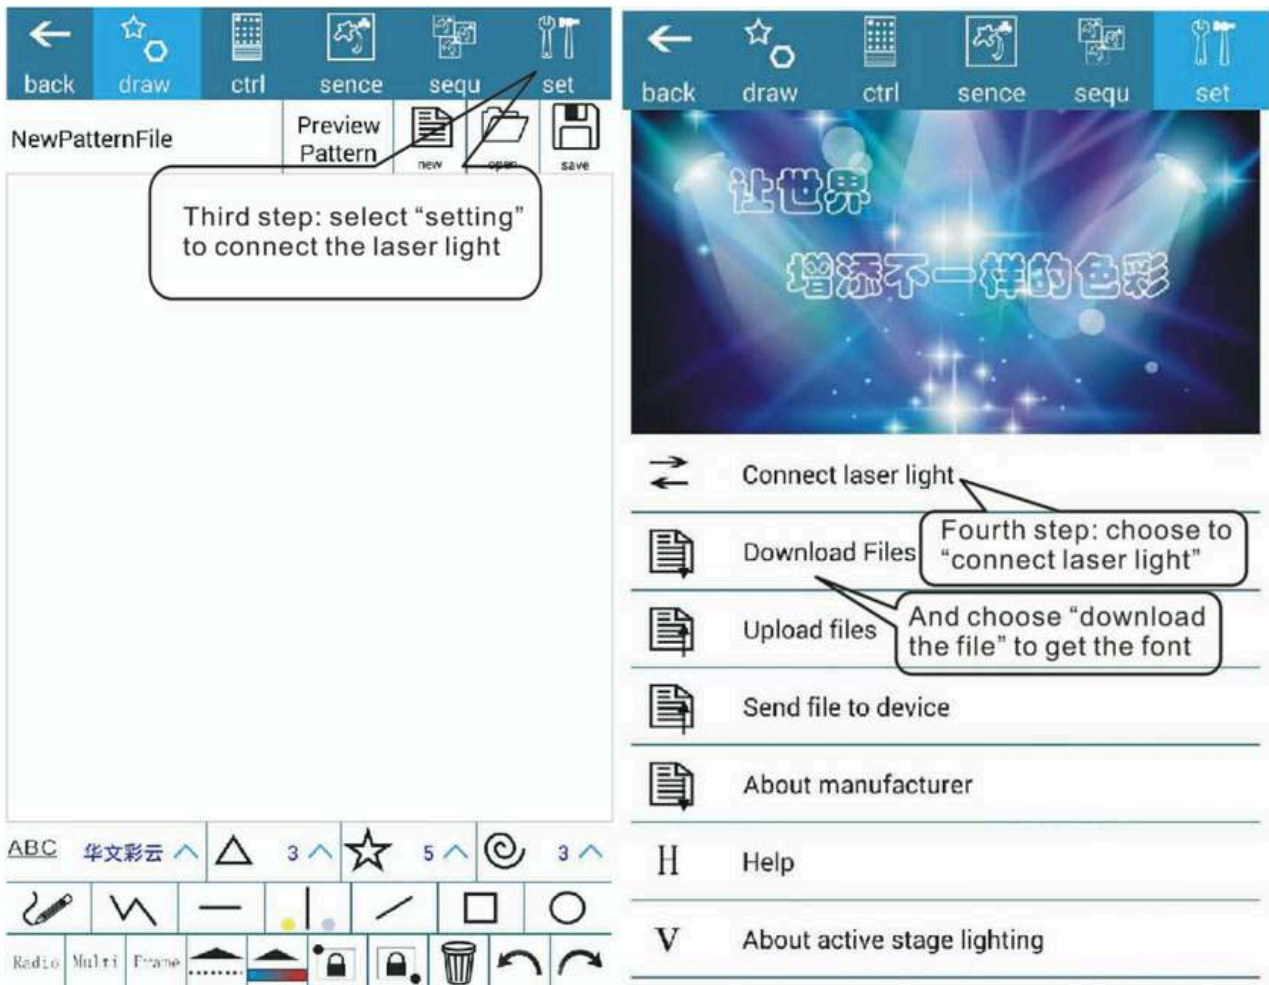 back draw ctrl sence sequ set
NewPatternFile
Preview
Pattern
new open save
Third step: select “setting”
to connect the laser light
ABC 华文彩云 3 5 3
Radio Multi Frame
back draw ctrl sence sequ set
让世界
增添不一样的色彩
Connect laser light
Fourth step: choose to
“connect laser light”
Download Files
And choose “download
the file” to get the font
Upload files
Send file to device
About manufacturer
H Help
V About active stage lighting